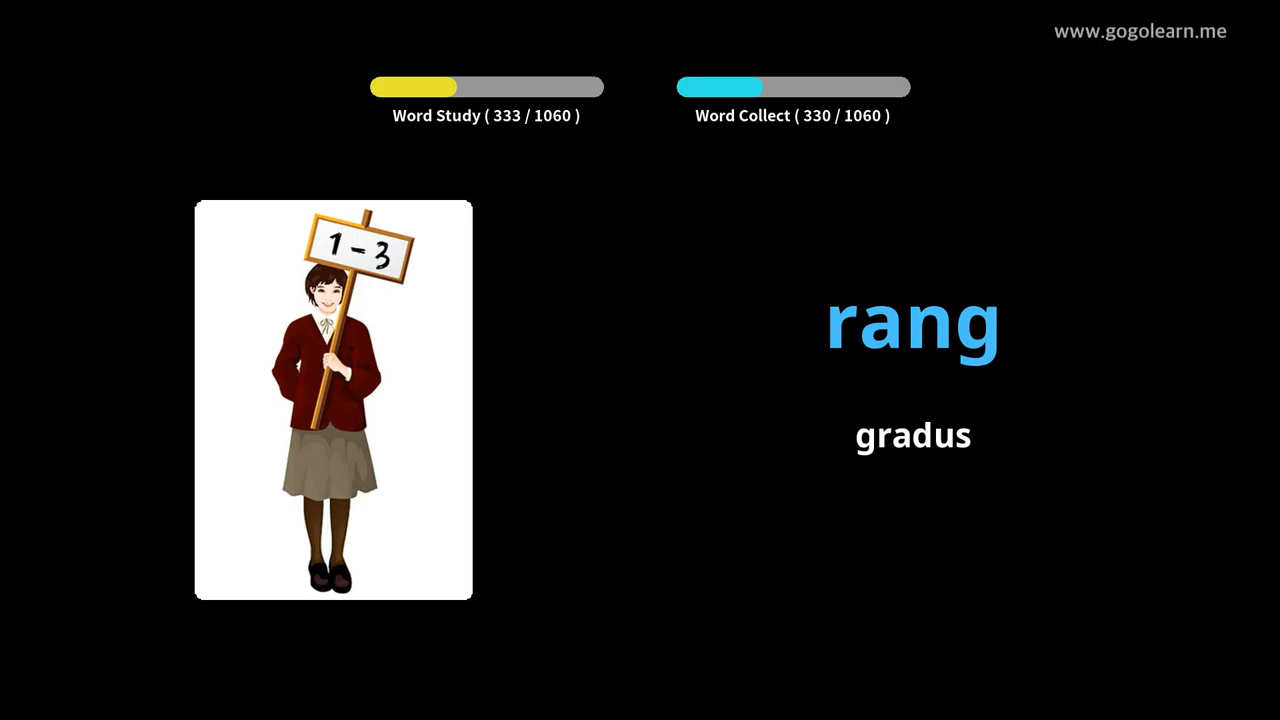 www.gogolearn.me
Word Study ( 333 / 1060 )
Word Collect ( 330 / 1060 )
1 - 3
rang
gradus